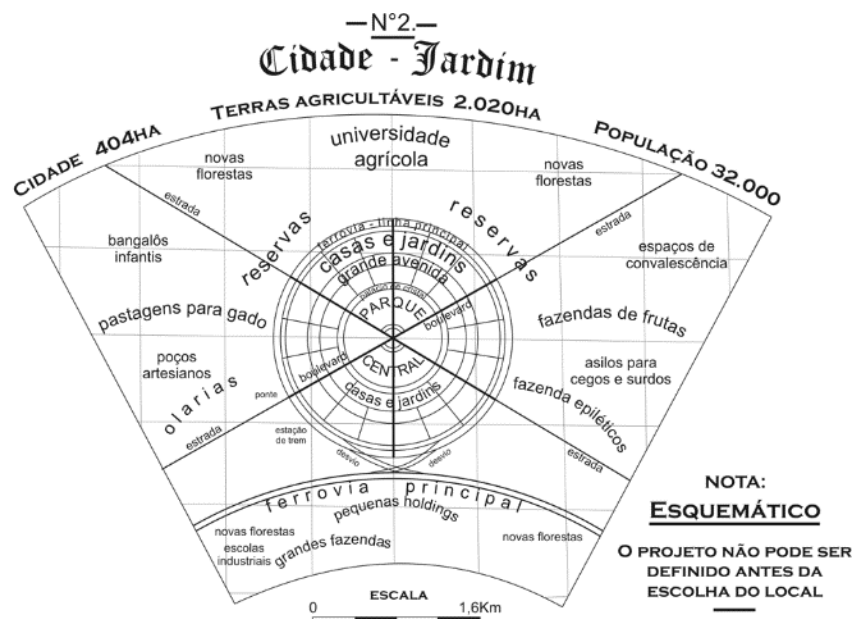 N°2.
Cidade - Jardim
CIDADE 404HA
TERRAS AGRICULTÁVEIS 2.020HA
POPULAÇÃO 32.000
novas
florestas
universidade
agrícola
novas
florestas
estrada
estrada
reservas
reservas
bangalôs
infantis
espaços de
convalescência
ferrovia - linha principal
casas e jardins
grande avenida
palácio de cristal
PARQUE
boulevard
pastagens para gado
fazendas de frutas
poços
artesianos
boulevard
CENTRAL
asilos para
cegos e surdos
olarias
ponte
casas e jardins
fazenda epiléticos
estrada
estação
de trem
desvio
desvio
estrada
ferrovia principal
pequenas holdings
novas florestas
escolas
industriais
grandes fazendas
novas florestas
NOTA:
ESQUEMÁTICO
O PROJETO NÃO PODE SER
DEFINIDO ANTES DA
ESCOLHA DO LOCAL
ESCALA
0 1,6Km